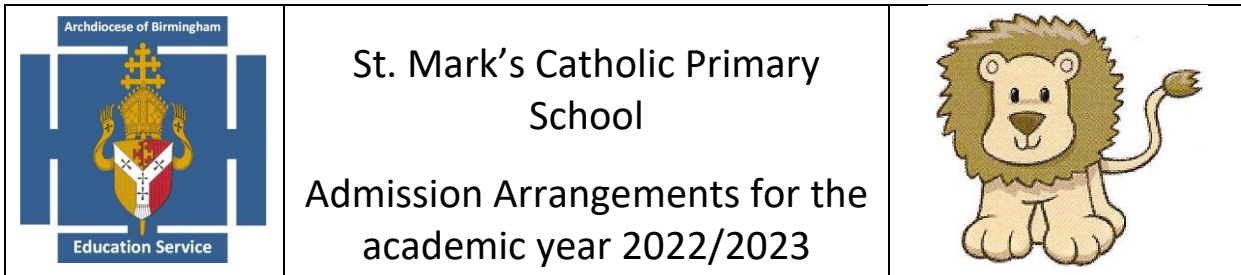 Archdiocese of Birmingham
Education Service
St. Mark’s Catholic Primary
School
Admission Arrangements for the
academic year 2022/2023